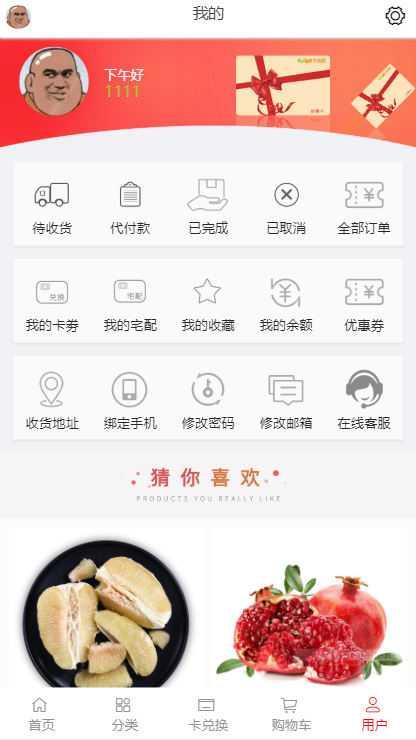 我的
下午好
1111
待收货 代付款 已完成 已取消 全部订单
兑换 宅配
我的卡券 我的宅配 我的收藏 我的余额 优惠券
收货地址 绑定手机 修改密码 修改邮箱 在线客服
猜你喜欢
PRODUCTS YOU REALLY LIKE
首页 分类 卡兑换 购物车 用户